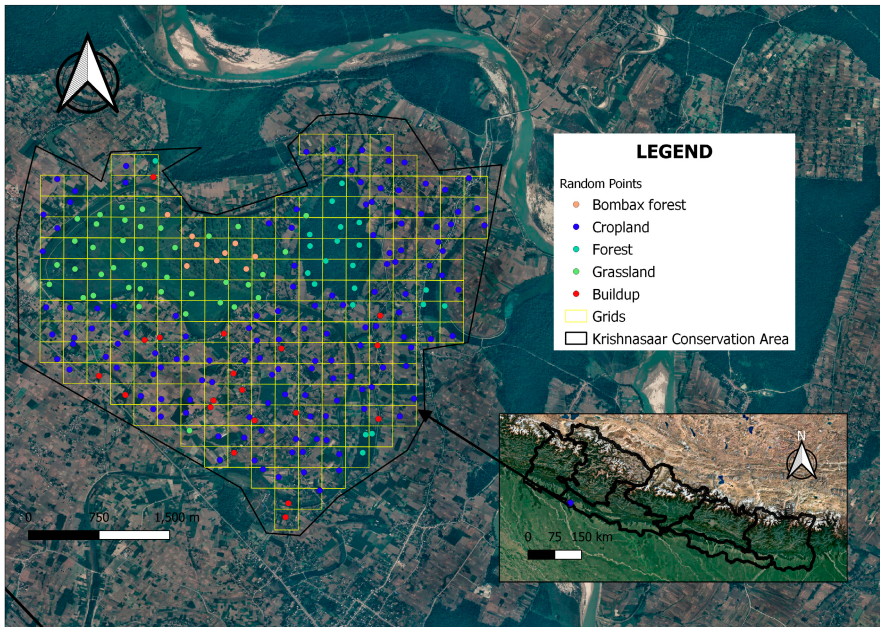 LEGEND
Random Points
Bombax forest
Cropland
Forest
Grassland
Buildup
Grids
Krishnasaar Conservation Area
0 750 1,500 m
N
0 75 150 km